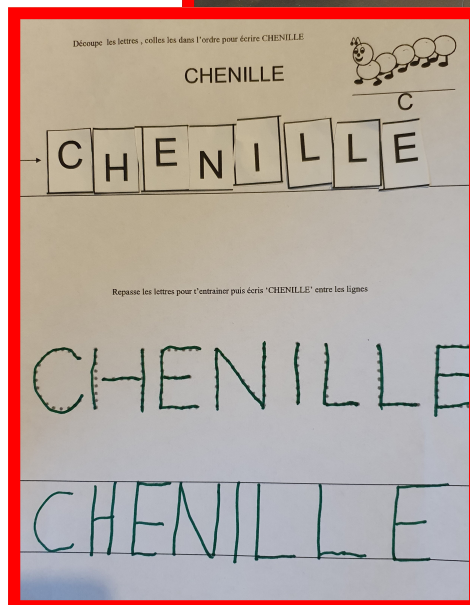 Découpe les lettres , colles les dans l'ordre pour écrire CHENILLE
CHENILLE
C
CHENILLE
Repasse les lettres pour t'entrainer puis écris ‘CHENILLE’ entre les lignes
CHENILLE
CHENILLE